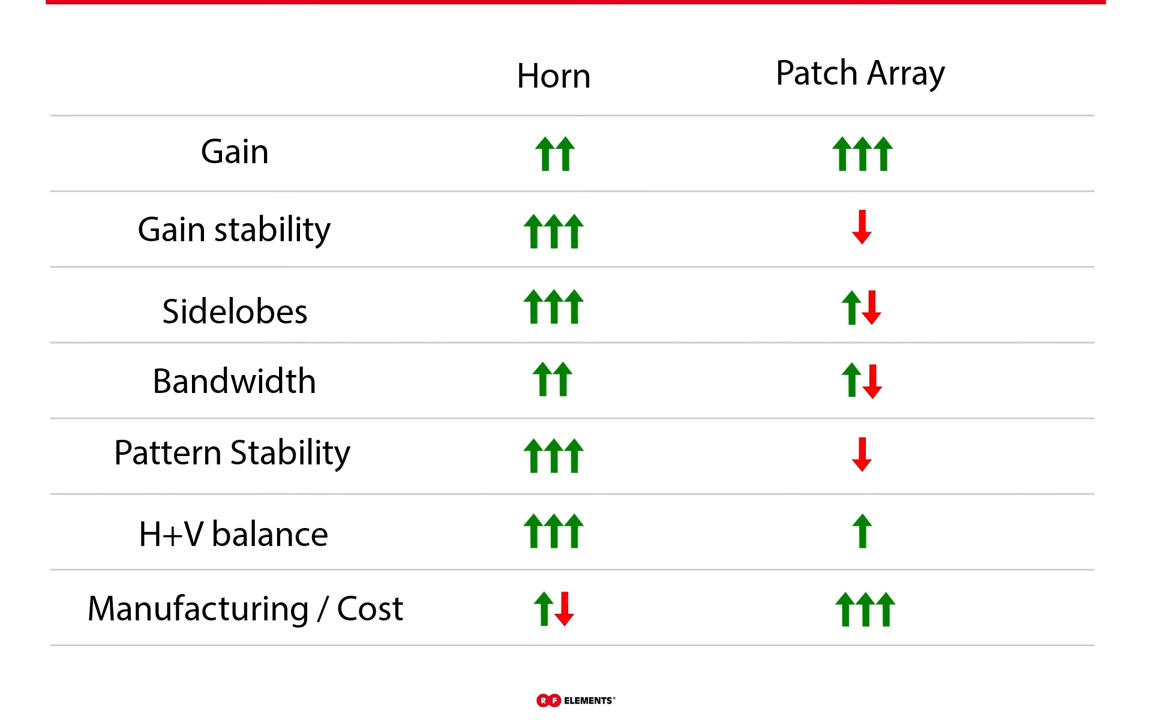 Horn Patch Array
Gain
Gain stability
Sidelobes
Bandwidth
Pattern Stability
H+V balance
Manufacturing / Cost
RF ELEMENTS®